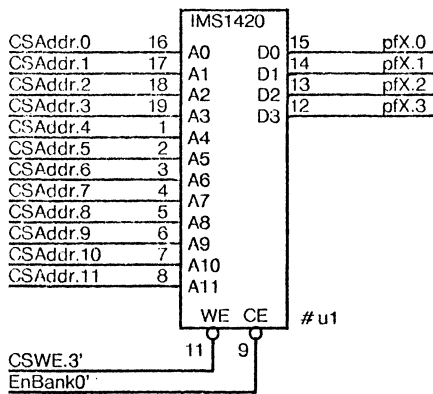 IMS1420
CSAddr.0 16 A0 D0 15 pfX.0
CSAddr.1 17 A1 D1 14 pfX.1
CSAddr.2 18 A2 D2 13 pfX.2
CSAddr.3 19 A3 D3 12 pfX.3
CSAddr.4 1 A4
CSAddr.5 2 A5
CSAddr.6 3 A6
CSAddr.7 4 A7
CSAddr.8 5 A8
CSAddr.9 6 A9
CSAddr.10 7 A10
CSAddr.11 8 A11
WE CE # u1
11 9
CSWE.3'
EnBank0'